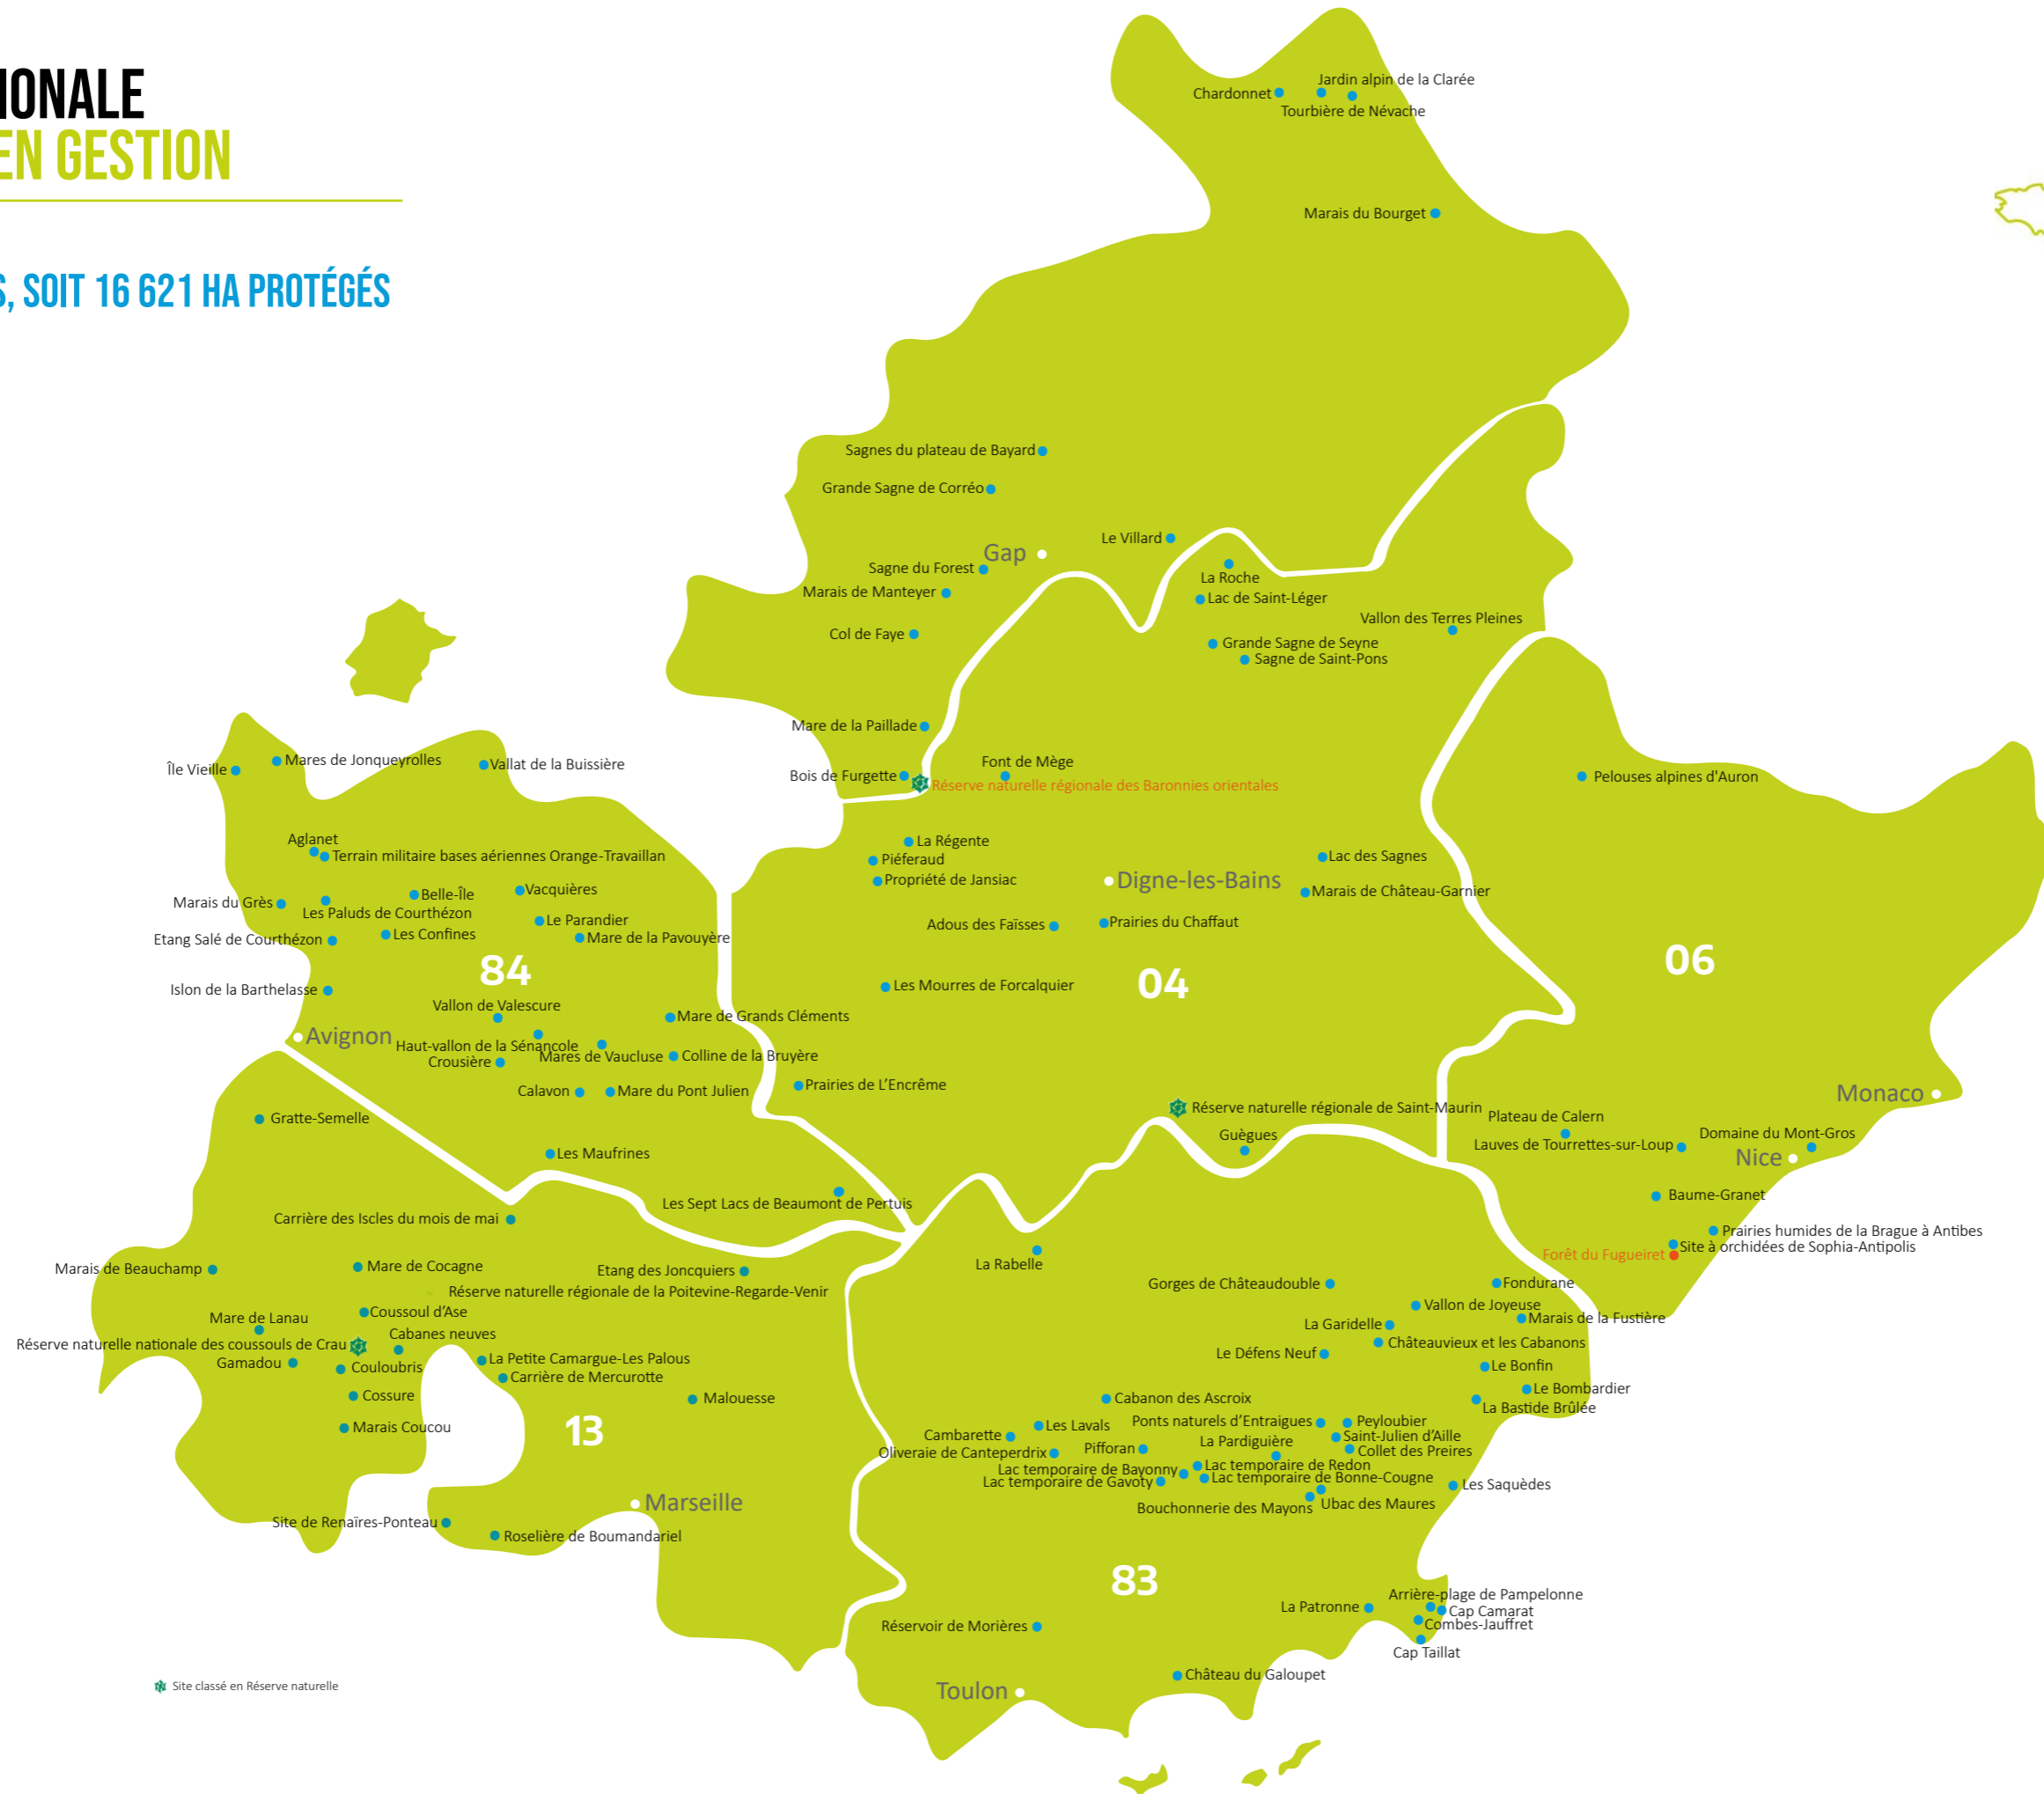 IONALE
EN GESTION
S, SOIT 16 621 HA PROTÉGÉS
Jardin alpin de la Clarée
Chardonnet
Tourbière de Névache
Marais du Bourget
Sagnes du plateau de Bayard
Grande Sagne de Corréo
Le Villard
Gap
Sagne du Forest
La Roche
Marais de Manteyer
Lac de Saint-Léger
Vallon des Terres Pleines
Col de Faye
Grande Sagne de Seyne
Sagne de Saint-Pons
Mare de la Paillade
Île Vieille
Mares de Jonqueyrolles
Vallat de la Buissière
Font de Mège
Bois de Furgette
Réserve naturelle régionale des Baronnies orientales
Pelouses alpines d'Auron
Aglanet
Terrain militaire bases aériennes Orange-Travaillan
La Régente
Piéferaud
Lac des Sagnes
Propriété de Jansiac
Digne-les-Bains
Marais de Château-Garnier
Belle-Île
Vacquières
Marais du Grès
Les Paluds de Courthézon
Le Parandier
Adous des Faïsses
Prairies du Chaffaut
Etang Salé de Courthézon
Les Confines
Mare de la Pavouyère
84
04
06
Islon de la Barthelasse
Les Mourres de Forcalquier
Vallon de Valescure
Mare de Grands Cléments
Avignon
Haut-vallon de la Sénancole
Crousière
Mares de Vaucluse
Colline de la Bruyère
Calavon
Mare du Pont Julien
Prairies de L’Encrême
Monaco
Réserve naturelle régionale de Saint-Maurin
Gratte-Semelle
Plateau de Calern
Guègues
Lauves de Tourrettes-sur-Loup
Domaine du Mont-Gros
Nice
Les Maufrines
Baume-Granet
Les Sept Lacs de Beaumont de Pertuis
Carrière des Iscles du mois de mai
Prairies humides de la Brague à Antibes
Site à orchidées de Sophia-Antipolis
Forêt du Fugueiret
La Rabelle
Marais de Beauchamp
Mare de Cocagne
Etang des Joncquiers
Réserve naturelle régionale de la Poitevine-Regarde-Venir
Gorges de Châteaudouble
Fondurane
Vallon de Joyeuse
Coussoul d’Ase
Mare de Lanau
Marais de la Fustière
La Garidelle
Cabanes neuves
Réserve naturelle nationale des coussouls de Crau
Châteauvieux et les Cabanons
Le Défens Neuf
La Petite Camargue-Les Palous
Gamadou
Couloubris
Le Bonfin
Carrière de Mercurotte
Cossure
Malouesse
Le Bombardier
Cabanon des Ascroix
La Bastide Brûlée
Marais Coucou
13
Les Lavals
Ponts naturels d’Entraigues
Peyloubier
Cambarette
Saint-Julien d’Aille
Oliveraie de Canteperdrix
Pifforan
La Pardiguière
Collet des Preires
Lac temporaire de Redon
Lac temporaire de Bayonny
Lac temporaire de Bonne-Cougne
Lac temporaire de Gavoty
Les Saquèdes
Marseille
Bouchonnerie des Mayons
Ubac des Maures
Site de Renaïres-Ponteau
Roselière de Boumandariel
83
Arrière-plage de Pampelonne
La Patronne
Cap Camarat
Combes-Jauffret
Réservoir de Morières
Cap Taillat
Château du Galoupet
Toulon
Site classé en Réserve naturelle